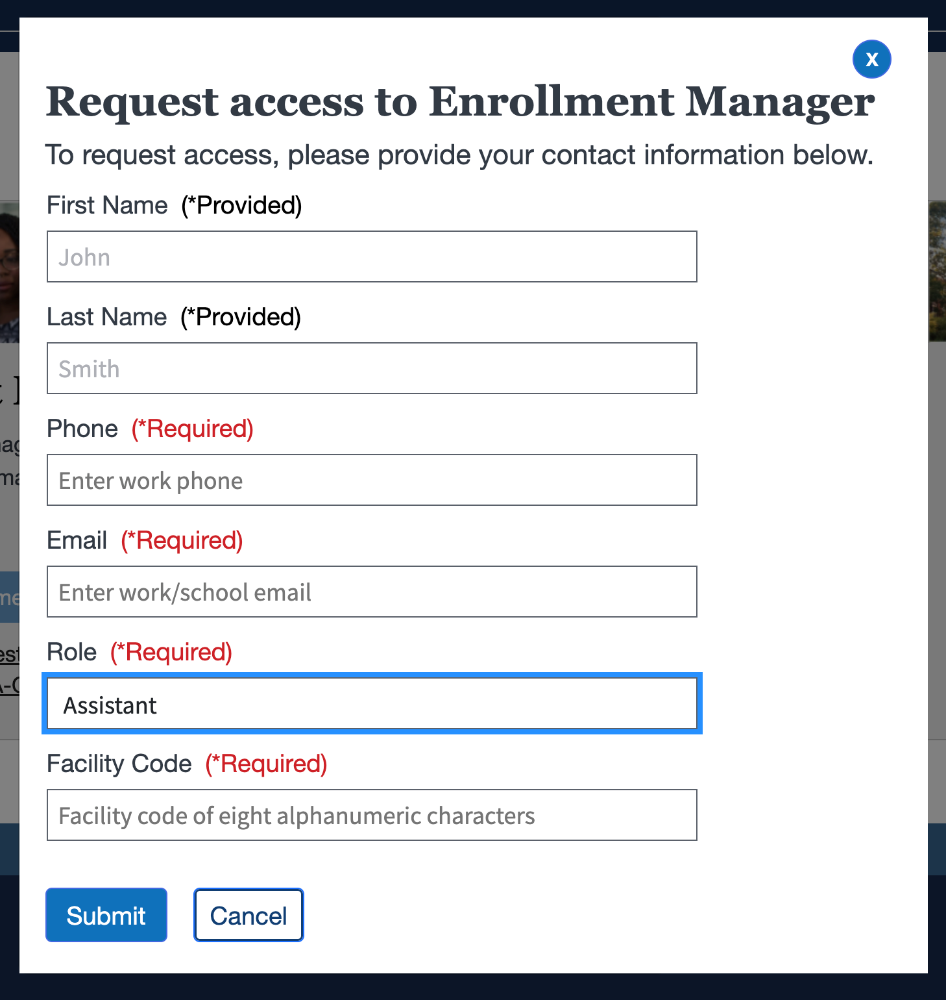 x
Request access to Enrollment Manager
To request access, please provide your contact information below.
First Name (*Provided)
John
Last Name (*Provided)
Smith
Phone (*Required)
Enter work phone
Email (*Required)
Enter work/school email
Role (*Required)
Assistant
Facility Code (*Required)
Facility code of eight alphanumeric characters
Submit Cancel